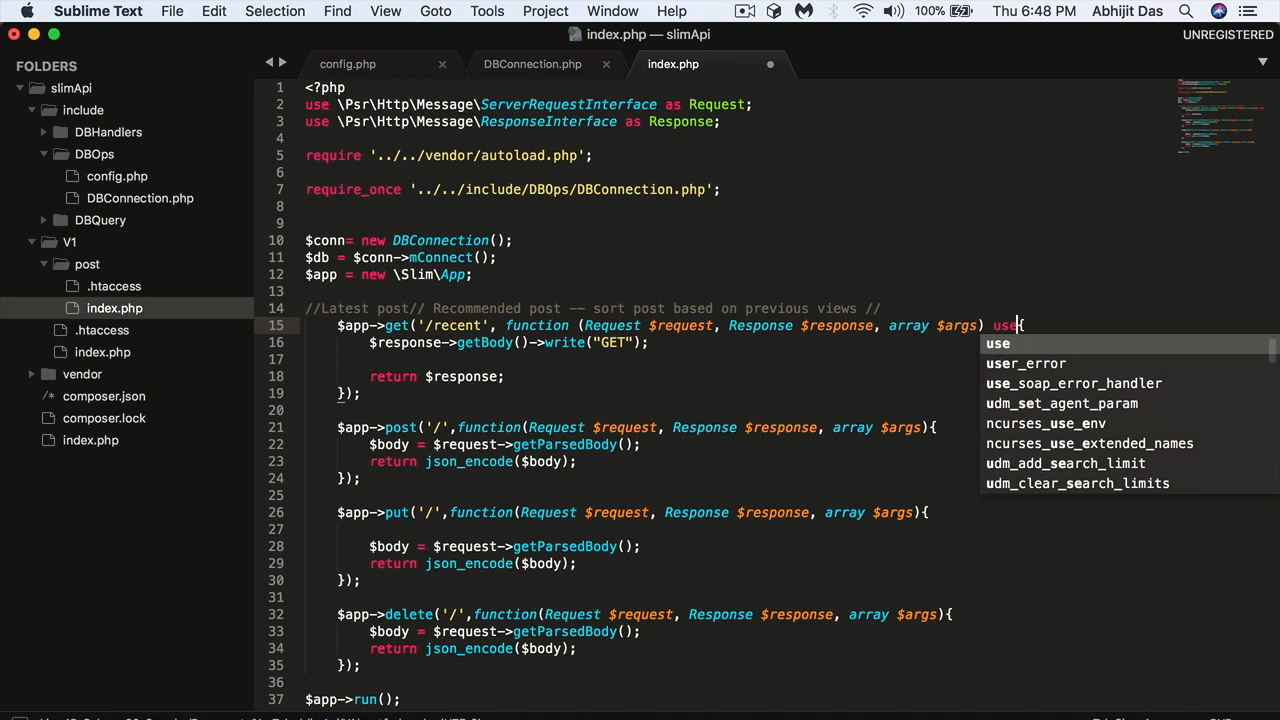 Sublime Text File Edit Selection Find View Goto Tools Project Window Help 100% Thu 6:48 PM Abhijit Das
index.php — slimApi
UNREGISTERED
FOLDERS
slimApi
include
DBHandlers
DBOps
config.php
DBConnection.php
DBQuery
V1
post
.htaccess
index.php
.htaccess
index.php
vendor
composer.json
composer.lock
index.php
config.php × DBConnection.php × index.php
1 <?php
2 use \Psr\Http\Message\ServerRequestInterface as Request;
3 use \Psr\Http\Message\ResponseInterface as Response;
4
5 require '../../vendor/autoload.php';
6
7 require_once '../../include/DBOps/DBConnection.php';
8
9
10 $conn= new DBConnection();
11 $db = $conn->mConnect();
12 $app = new \Slim\App;
13
14 //Latest post// Recommended post -- sort post based on previous views //
15 $app->get('/recent', function (Request $request, Response $response, array $args) use{
16 $response->getBody()->write("GET");
17
18 return $response;
19 });
20
21 $app->post('/',function(Request $request, Response $response, array $args){
22 $body = $request->getParsedBody();
23 return json_encode($body);
24 });
25
26 $app->put('/',function(Request $request, Response $response, array $args){
27
28 $body = $request->getParsedBody();
29 return json_encode($body);
30 });
31
32 $app->delete('/',function(Request $request, Response $response, array $args){
33 $body = $request->getParsedBody();
34 return json_encode($body);
35 });
36
37 $app->run();
use
user_error
use_soap_error_handler
udm_set_agent_param
ncurses_use_env
ncurses_use_extended_names
udm_add_search_limit
udm_clear_search_limits